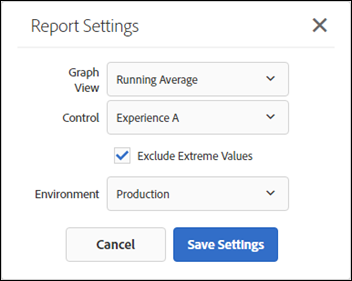 Report Settings
Graph View Running Average
Control Experience A
Exclude Extreme Values
Environment Production
Cancel Save Settings